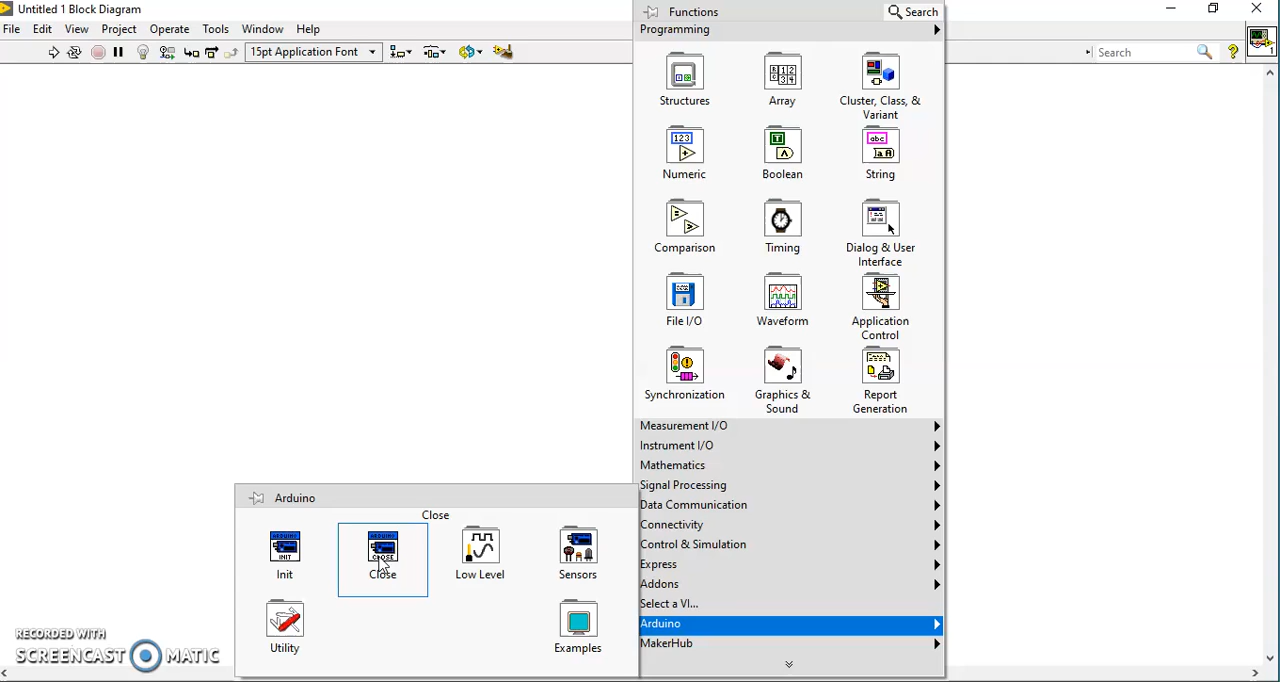 Untitled 1 Block Diagram
File Edit View Project Operate Tools Window Help
15pt Application Font
Search
Functions
Search
Programming
Structures
Array
Cluster, Class, &
Variant
Numeric
Boolean
String
Comparison
Timing
Dialog & User
Interface
File I/O
Waveform
Application
Control
Synchronization
Graphics &
Sound
Report
Generation
Measurement I/O
Instrument I/O
Mathematics
Signal Processing
Data Communication
Connectivity
Control & Simulation
Express
Addons
Select a VI...
Arduino
MakerHub
Arduino
Close
Init
Close
Low Level
Sensors
Utility
Examples
RECORDED WITH
SCREENCAST MATIC